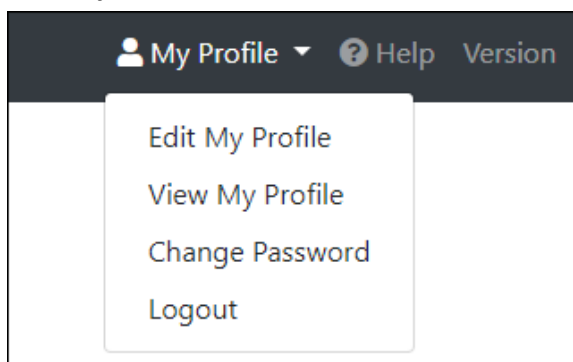 My Profile Help Version
Edit My Profile
View My Profile
Change Password
Logout